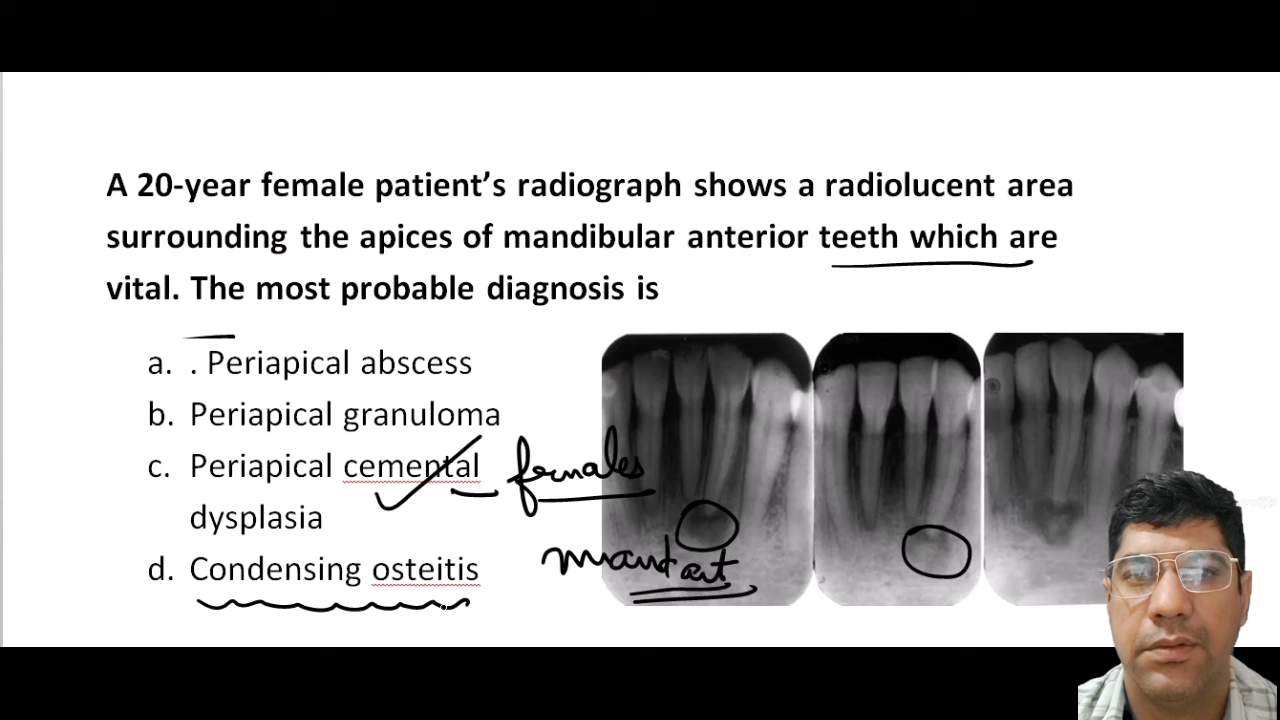 A 20-year female patient's radiograph shows a radiolucent area
surrounding the apices of mandibular anterior teeth which are
vital. The most probable diagnosis is
a. . Periapical abscess
b. Periapical granuloma
c. Periapical cemental
dysplasia
d. Condensing osteitis
females
mand ant